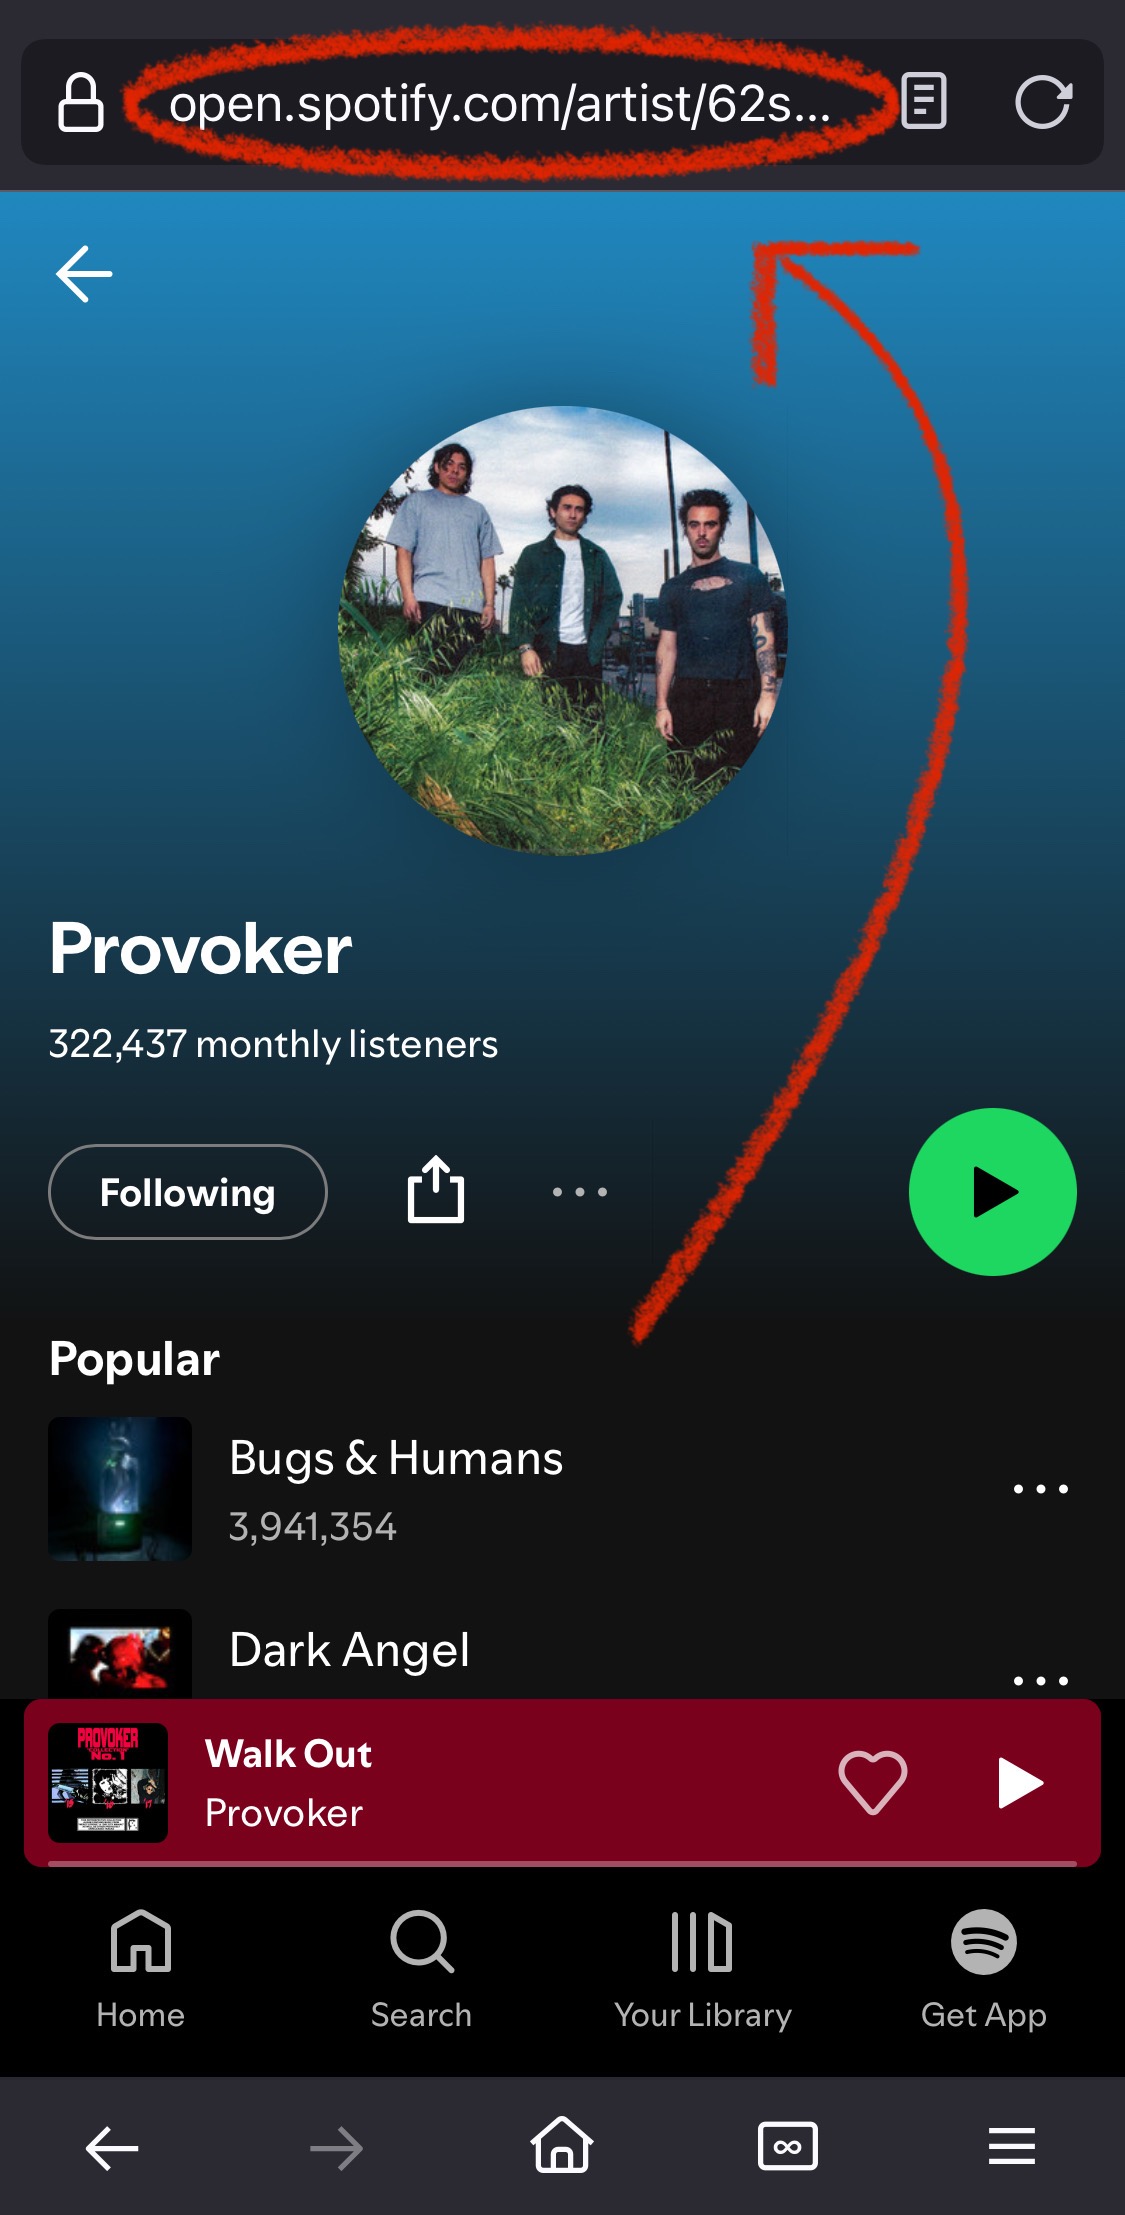 open.spotify.com/artist/62s...
Provoker
322,437 monthly listeners
Following
Popular
Bugs & Humans
3,941,354
Dark Angel
PROVOKER
COLLECTION
No. 1
Walk Out
Provoker
Home
Search
Your Library
Get App
∞